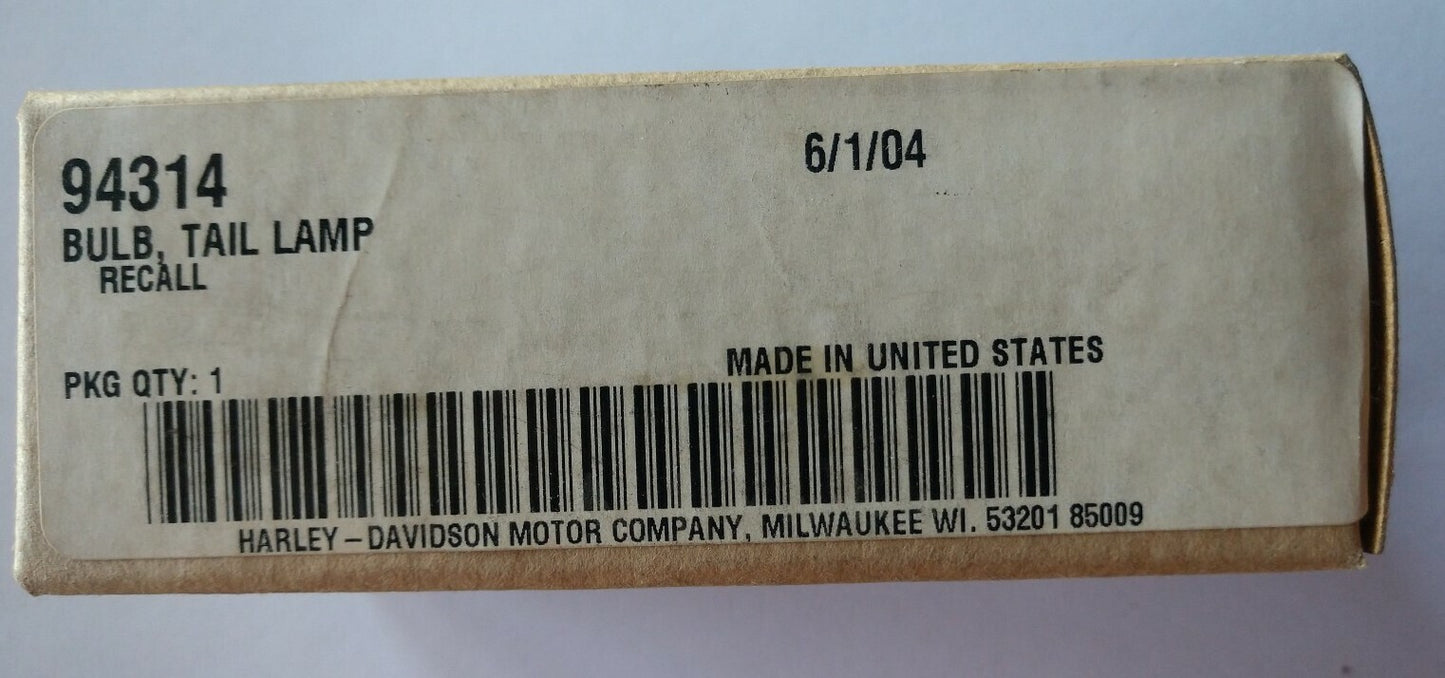 94314
6/1/04
BULB, TAIL LAMP
RECALL
MADE IN UNITED STATES
PKG QTY: 1
HARLEY-DAVIDSON MOTOR COMPANY, MILWAUKEE WI. 53201 85009